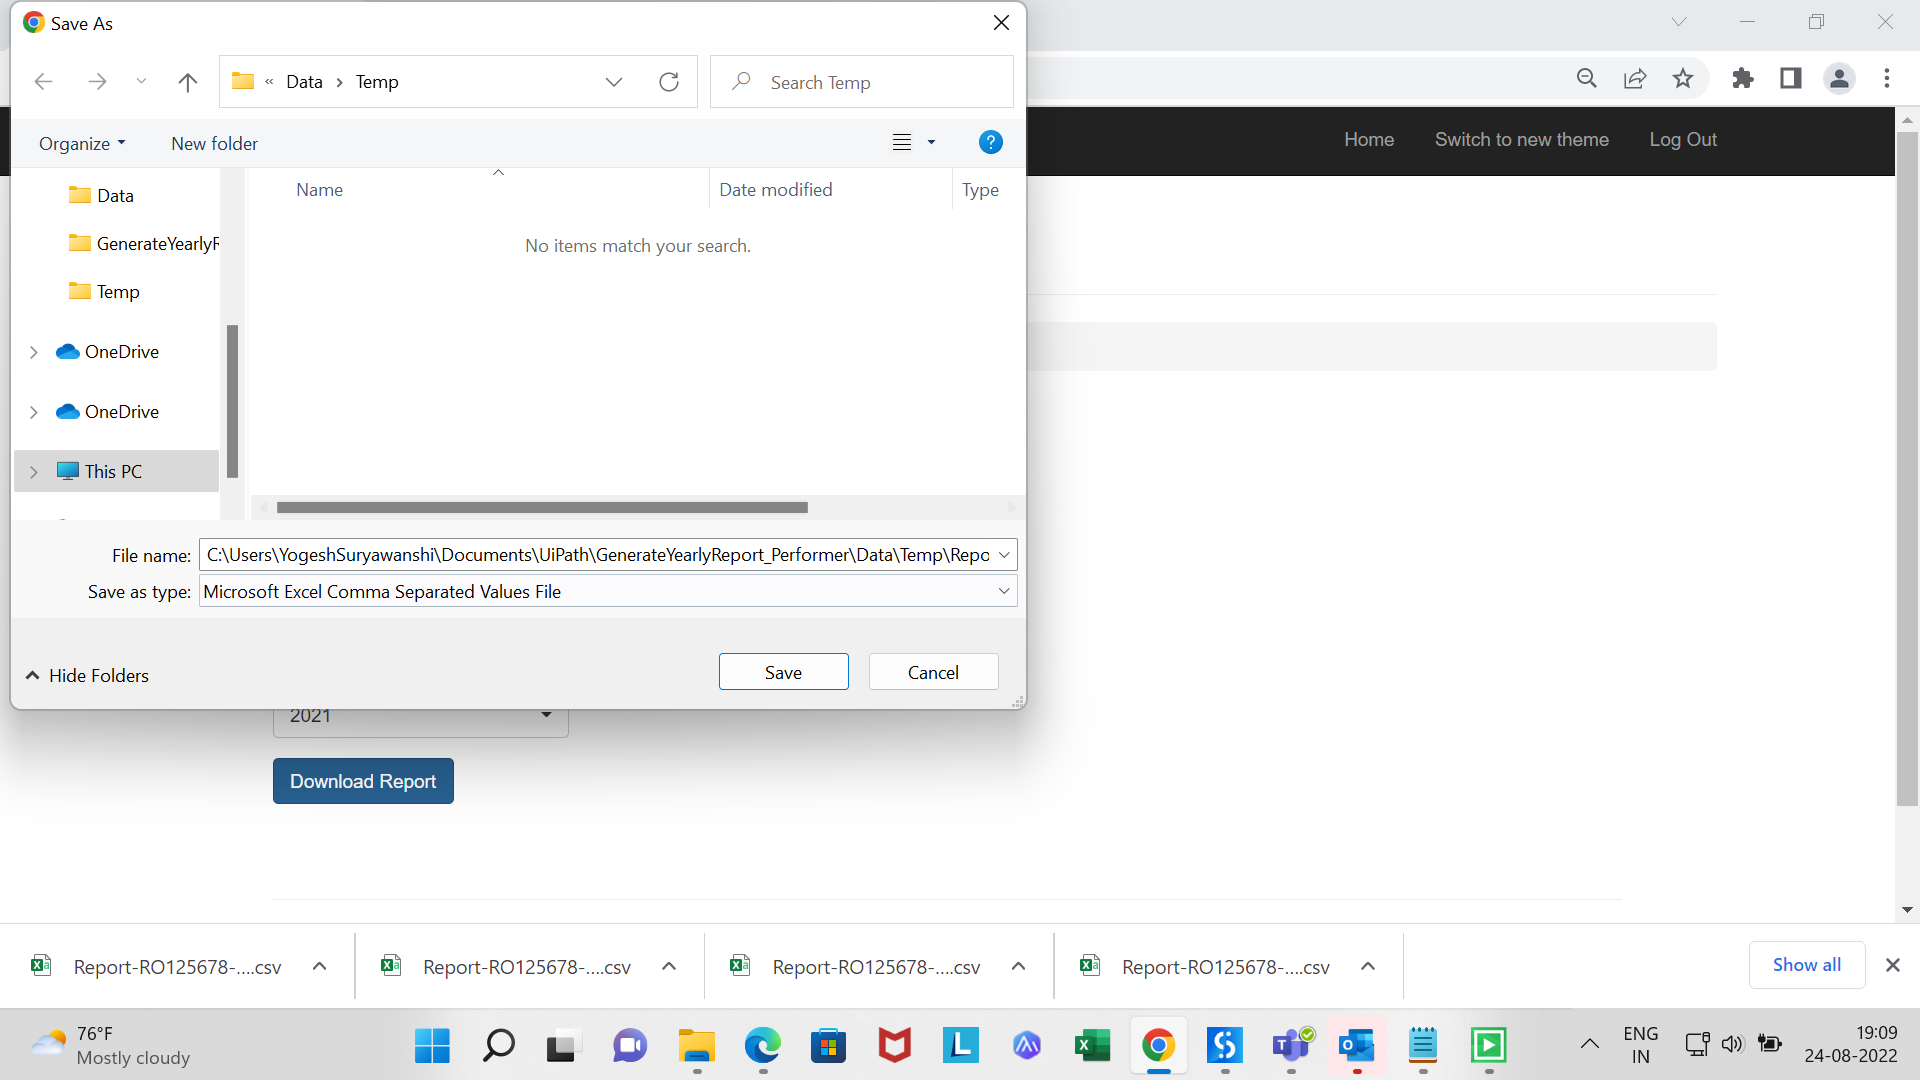 Save As
« Data > Temp
Search Temp
Organize
New folder
?
Home
Switch to new theme
Log Out
Name
Date modified
Type
No items match your search.
Data
GenerateYearlyR
Temp
OneDrive
OneDrive
This PC
File name: C:\Users\YogeshSuryawanshi\Documents\UiPath\GenerateYearlyReport_Performer\Data\Temp\Repo
Save as type: Microsoft Excel Comma Separated Values File
Hide Folders
Save
Cancel
2021
Download Report
Report-RO125678-....csv
Report-RO125678-....csv
Report-RO125678-....csv
Report-RO125678-....csv
Show all
76°F
Mostly cloudy
ENG
IN
19:09
24-08-2022